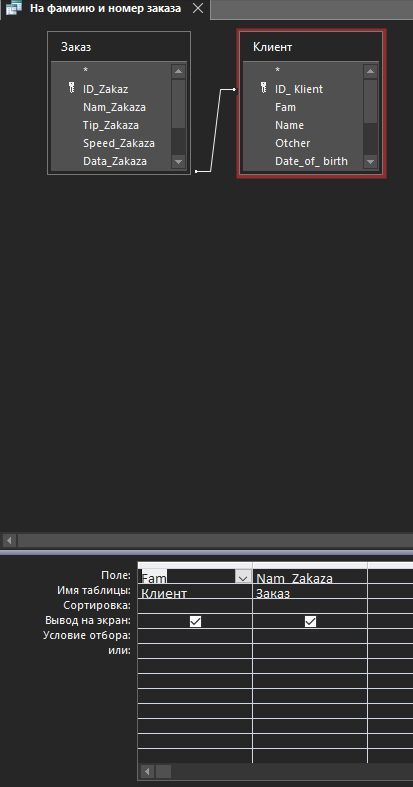 На фамиию и номер заказа
Заказ
*
ID_Zakaz
Nam_Zakaza
Tip_Zakaza
Speed_Zakaza
Data_Zakaza
Клиент
*
ID_ Klient
Fam
Name
Otcher
Date_of_ birth
Поле: Fam Nam_Zakaza
Имя таблицы: Клиент Заказ
Сортировка:
Вывод на экран:
Условие отбора:
или: